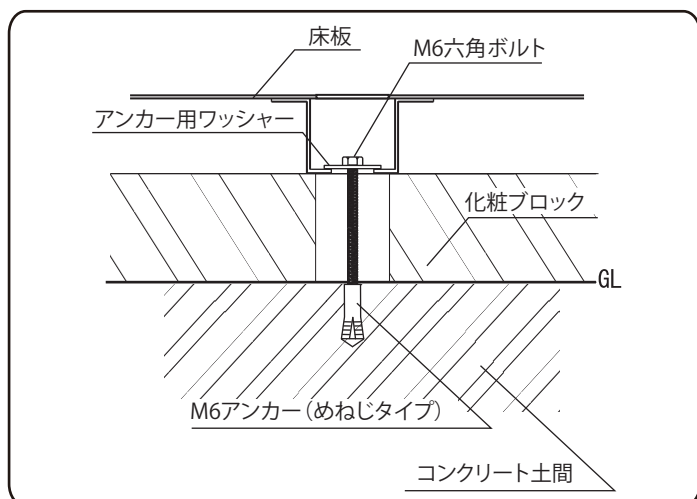 床板
M6六角ボルト
アンカー用ワッシャー
化粧ブロック
GL
M6アンカー（めねじタイプ）
コンクリート土間